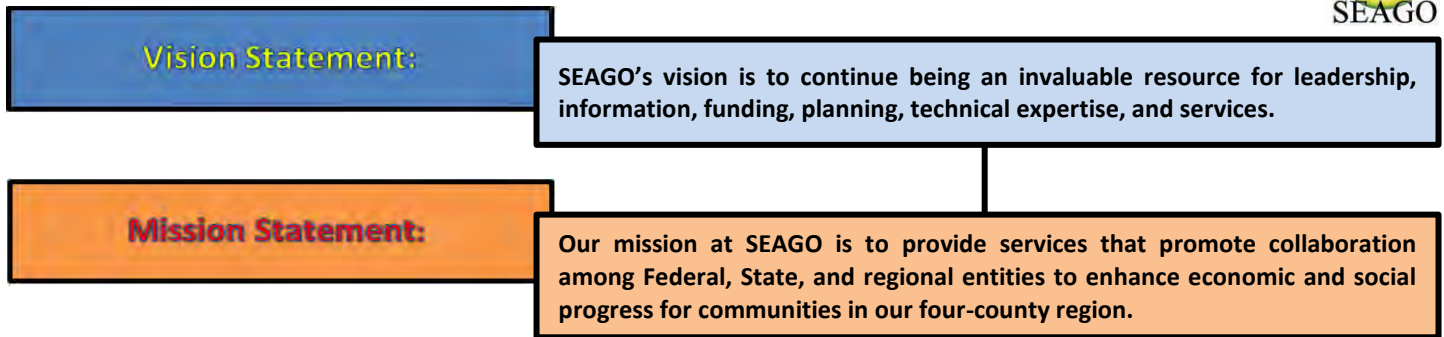 SEAGO
Vision Statement:
SEAGO’s vision is to continue being an invaluable resource for leadership,
information, funding, planning, technical expertise, and services.
Mission Statement:
Our mission at SEAGO is to provide services that promote collaboration
among Federal, State, and regional entities to enhance economic and social
progress for communities in our four-county region.